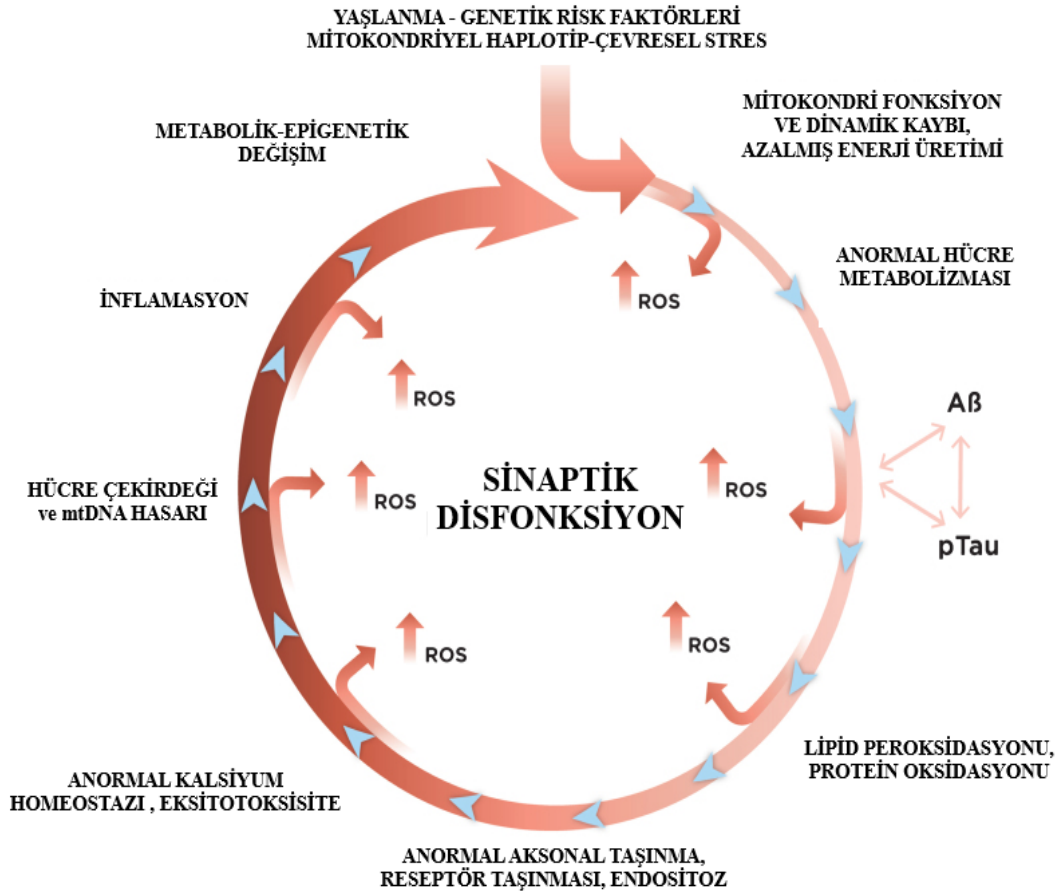 YAŞLANMA - GENETİK RİSK FAKTÖRLERİ
MİTOKONDRİYEL HAPLOTİP-ÇEVRESEL STRES
MİTOKONDRİ FONKSİYON
VE DİNAMİK KAYBI,
AZALMIŞ ENERJİ ÜRETİMİ
METABOLİK-EPİGENETİK
DEĞİŞİM
ANORMAL HÜCRE
METABOLİZMASI
ROS
İNFLAMASYON
ROS
Aß
pTau
SİNAPTİK
DİSFONKSİYON
ROS
ROS
HÜCRE ÇEKİRDEĞİ
ve mtDNA HASARI
ROS
ROS
LİPİD PEROKSİDASYONU,
PROTEİN OKSİDASYONU
ANORMAL KALSİYUM
HOMEOSTAZI , EKSİTOTOKSİSİTE
ANORMAL AKSONAL TAŞINMA,
RESEPTÖR TAŞINMASI, ENDOSİTOZ